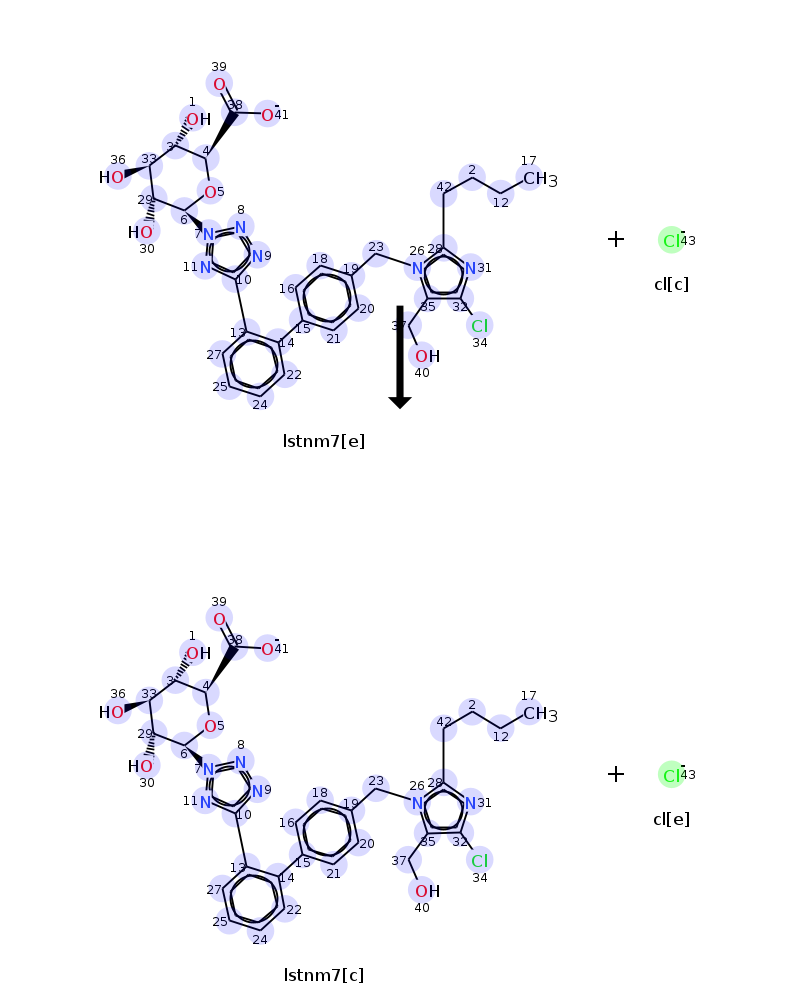 39
O
1
38
O⁻ 41
OH
3
36
33
4
17
HO
2
CH3
O 5
12
42
29
6
8
HO
30
7 N
N
23
28
+
Cl⁻ 43
11 N
N 9
18
26
N
N 31
10
19
16
cl[c]
20
35
32
15
37
Cl
13
21
34
14
27
OH
40
22
25
24
lstnm7[e]
39
O
1
38
O⁻ 41
OH
3
36
33
4
17
HO
2
CH3
O 5
12
42
29
6
8
HO
30
7 N
N
23
28
+
Cl⁻ 43
11 N
N 9
18
26
N
N 31
10
19
16
cl[e]
20
35
32
15
37
Cl
13
21
34
14
27
OH
40
22
25
24
lstnm7[c]